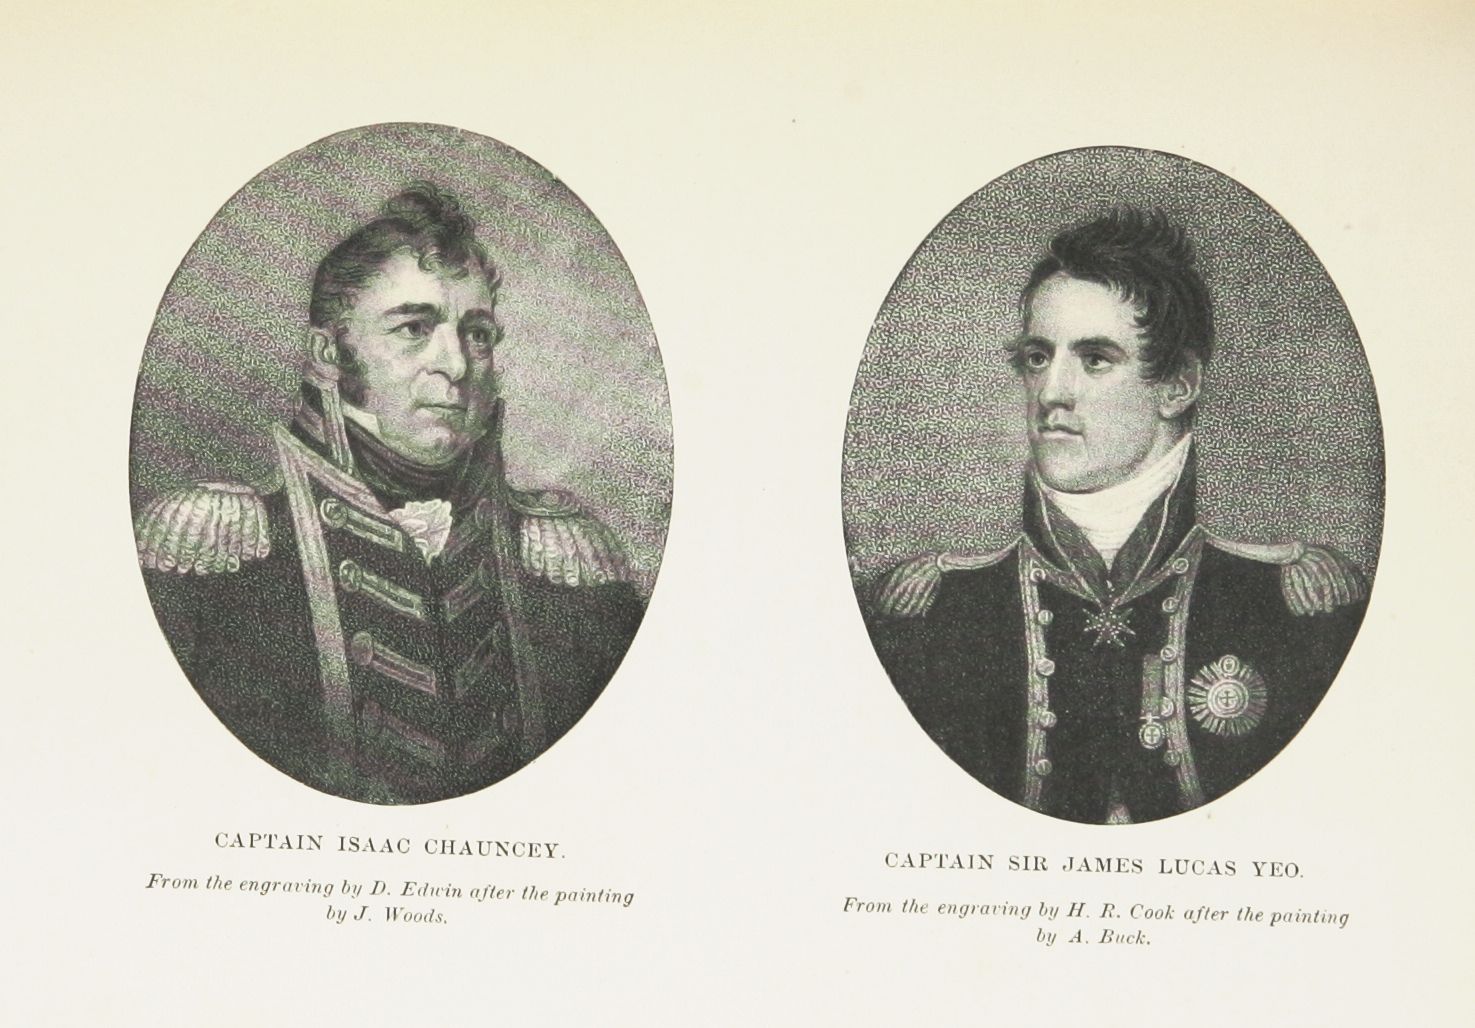 CAPTAIN ISAAC CHAUNCEY.
From the engraving by D. Edwin after the painting
by J. Woods.
CAPTAIN SIR JAMES LUCAS YEO.
From the engraving by H. R. Cook after the painting
by A. Buck.